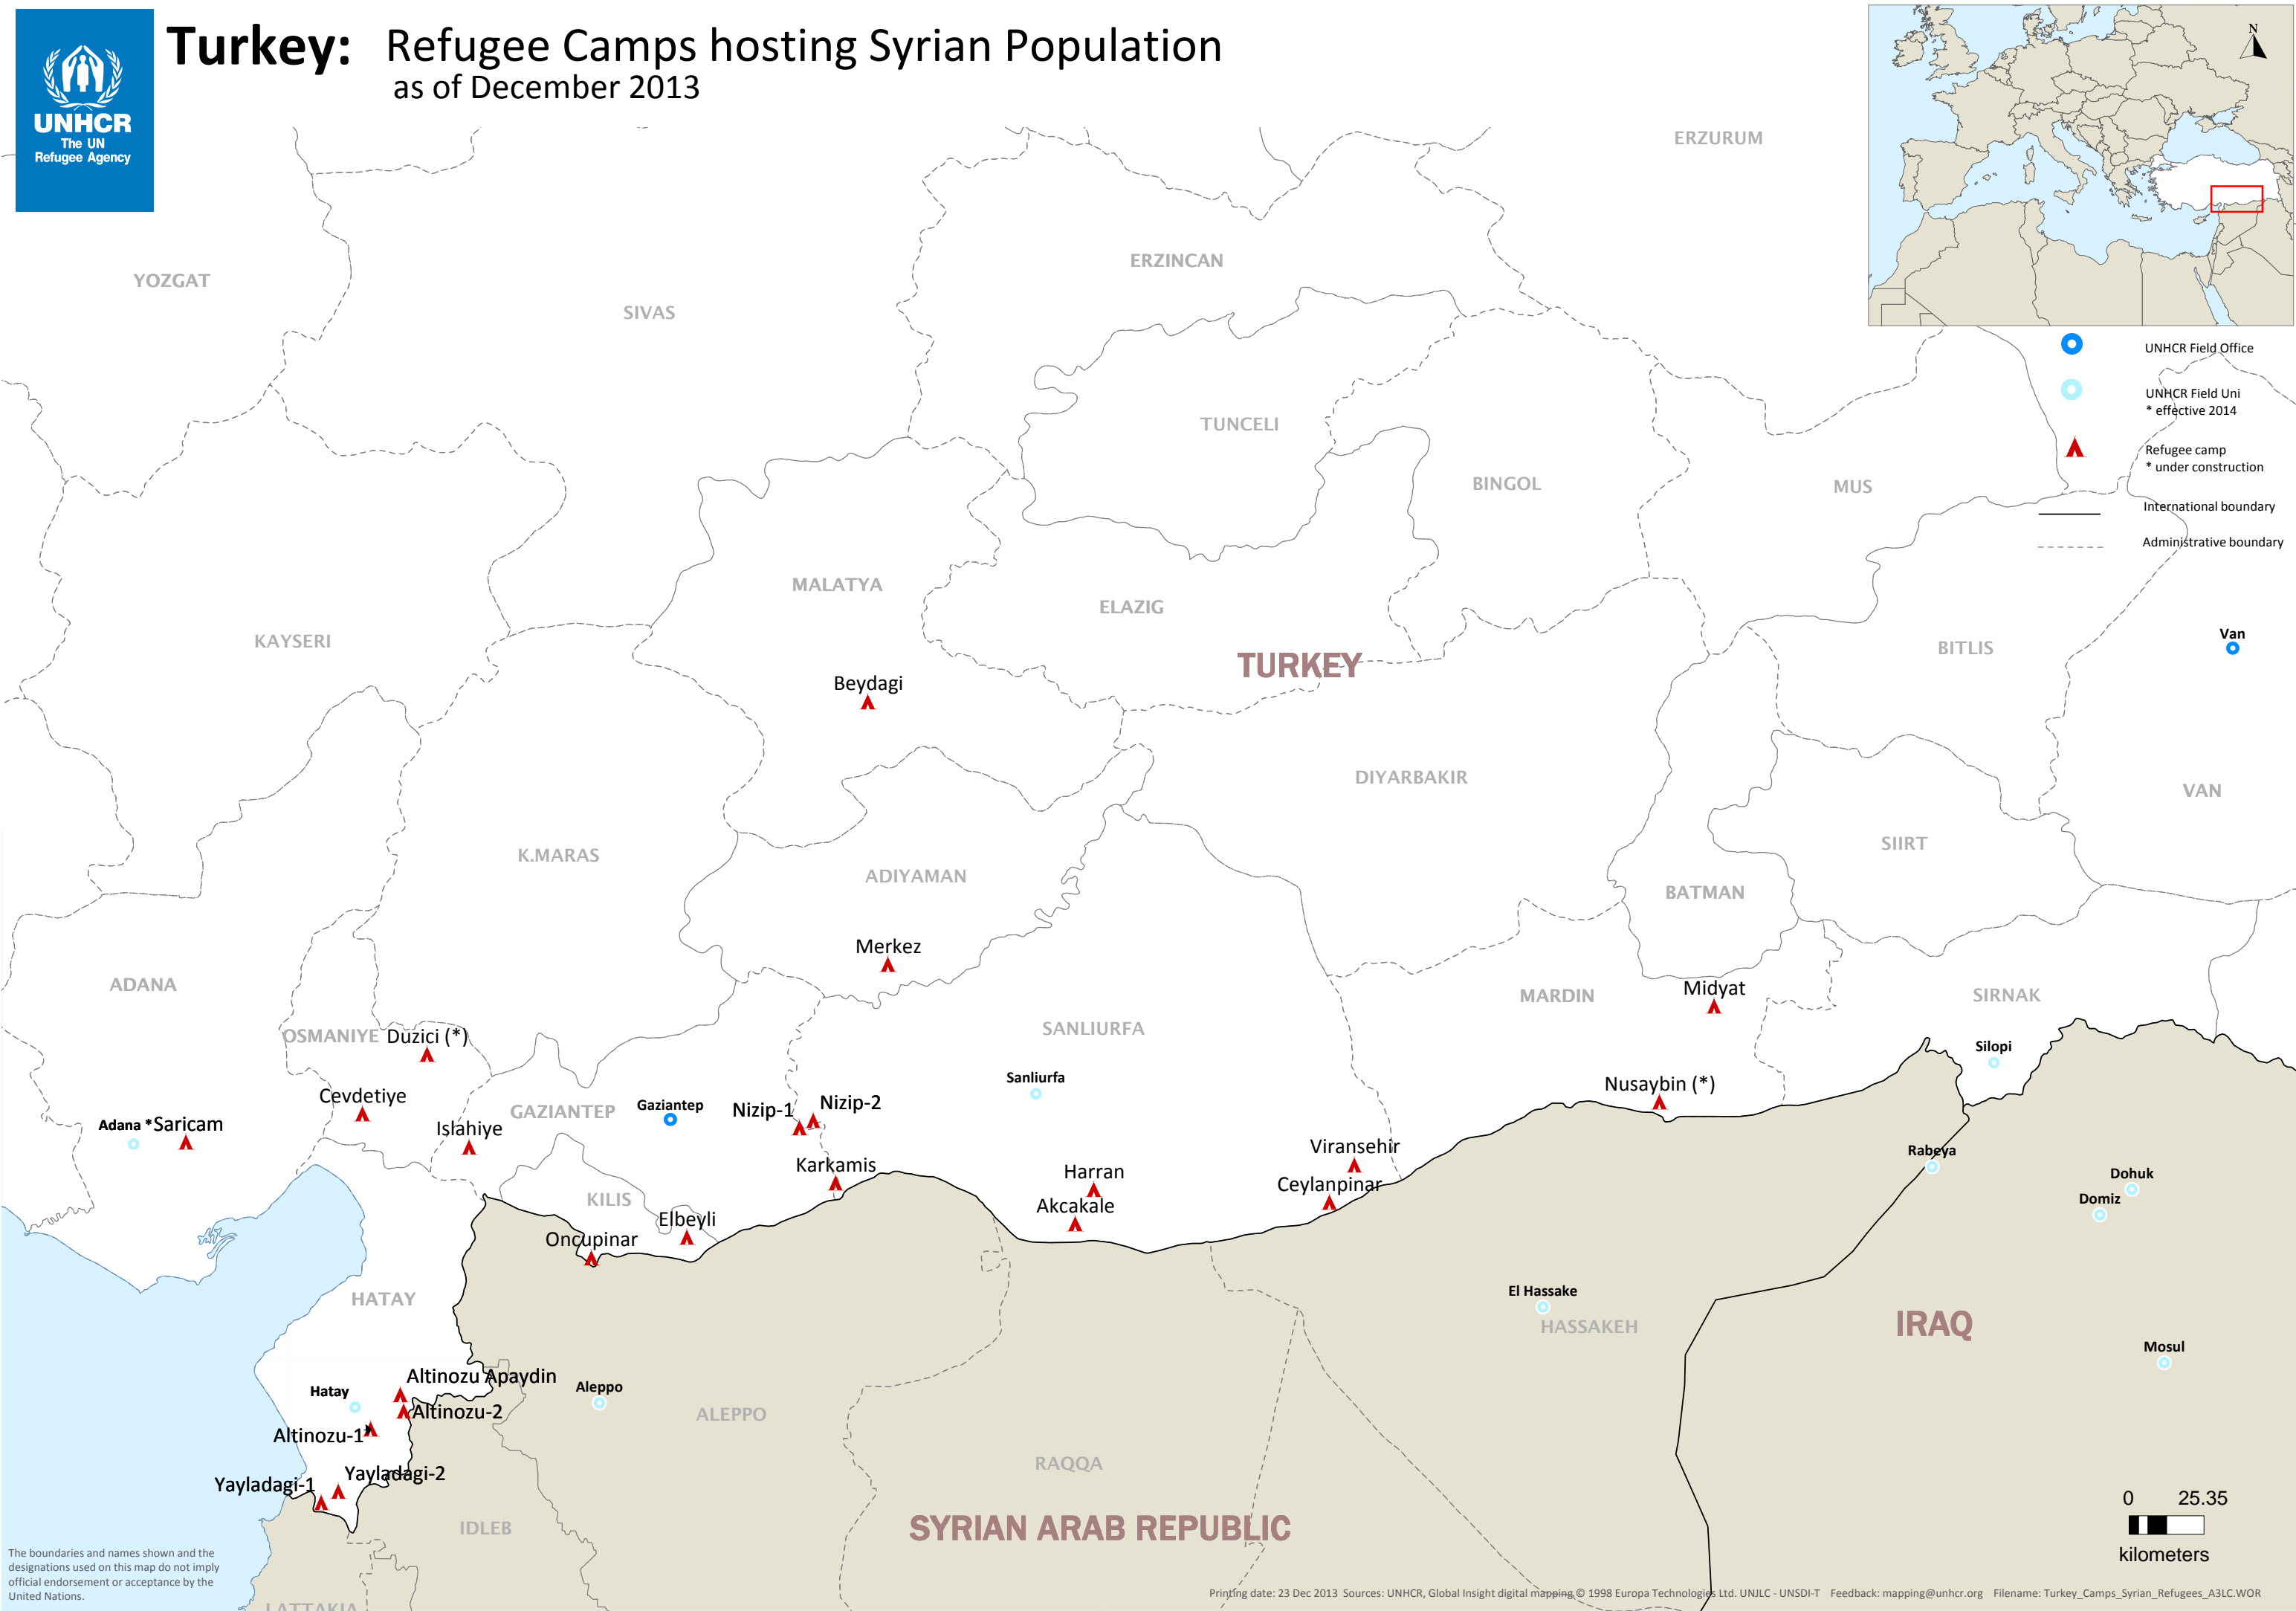 UNHCR
The UN
Refugee Agency
Turkey: Refugee Camps hosting Syrian Population
as of December 2013
N
UNHCR Field Office
UNHCR Field Uni
* effective 2014
Refugee camp
* under construction
International boundary
Administrative boundary
ERZURUM
ERZINCAN
YOZGAT
SIVAS
TUNCELI
BINGOL
MUS
MALATYA
ELAZIG
KAYSERI
BITLIS
Van
TURKEY
Beydagi
DIYARBAKIR
VAN
SIIRT
K.MARAS
ADIYAMAN
BATMAN
Merkez
ADANA
Midyat
MARDIN
SIRNAK
SANLIURFA
OSMANIYE
Duzici (*)
Silopi
Sanliurfa
Nusaybin (*)
Cevdetiye
GAZIANTEP
Gaziantep
Nizip-1
Nizip-2
Adana *
Saricam
Islahiye
Viransehir
Rabeya
Karkamis
Harran
Dohuk
Ceylanpinar
KILIS
Domiz
Akcakale
Elbeyli
Oncupinar
El Hassake
HATAY
HASSAKEH
IRAQ
Mosul
Altinozu Apaydin
Aleppo
Hatay
Altinozu-2
ALEPPO
Altinozu-1*
RAQQA
Yayladagi-2
Yayladagi-1
0 25.35
kilometers
IDLEB
SYRIAN ARAB REPUBLIC
The boundaries and names shown and the
designations used on this map do not imply
official endorsement or acceptance by the
United Nations.
LATTAKIA
Printing date: 23 Dec 2013 Sources: UNHCR, Global Insight digital mapping © 1998 Europa Technologies Ltd. UNJLC - UNSDI-T Feedback: mapping@unhcr.org Filename: Turkey_Camps_Syrian_Refugees_A3LC.WOR